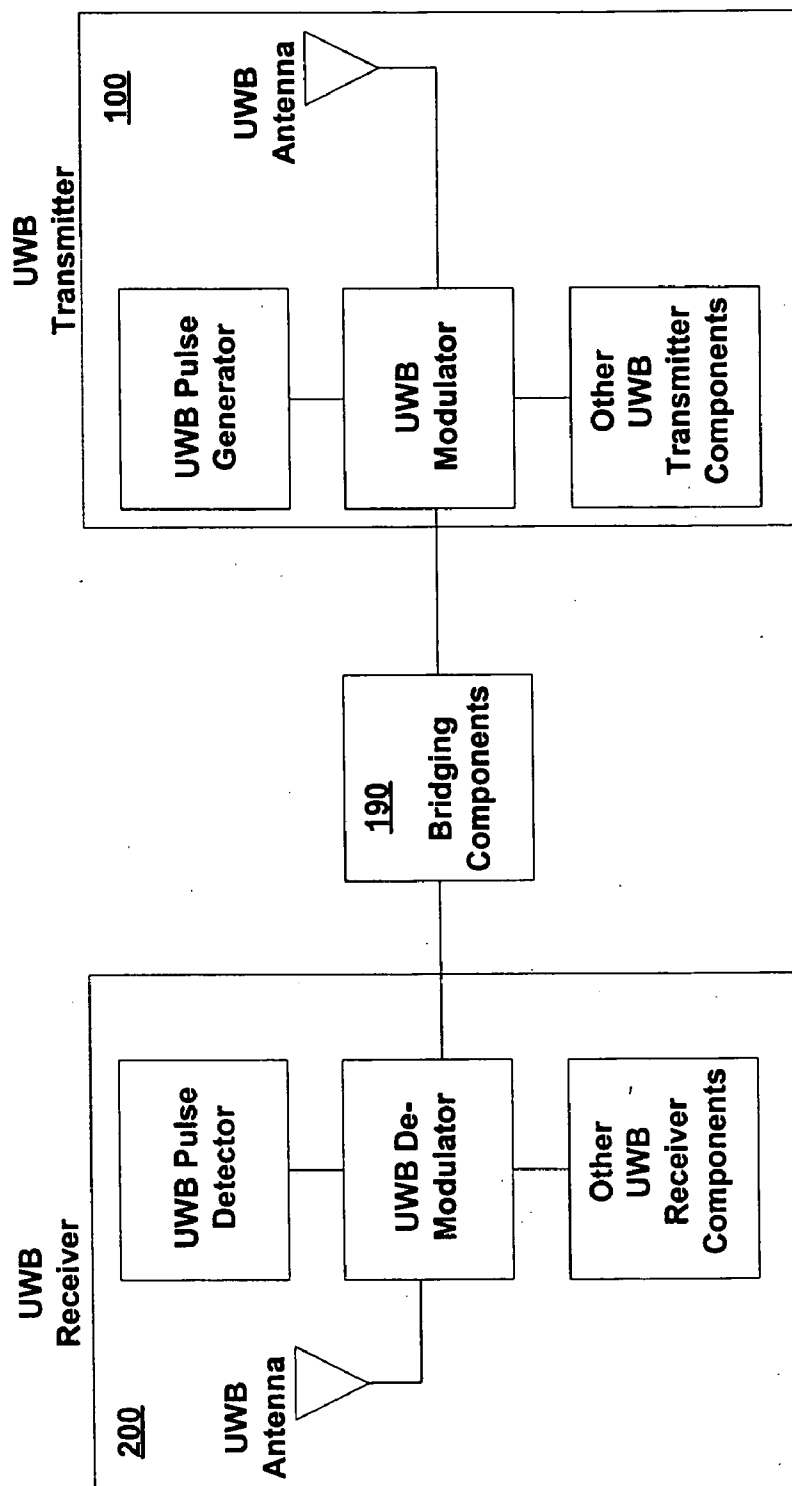 UWB
Receiver
200
UWB
Antenna
UWB Pulse
Detector
UWB De-
Modulator
Other
UWB
Receiver
Components
190
Bridging
Components
UWB
Transmitter
100
UWB
Antenna
UWB Pulse
Generator
UWB
Modulator
Other
UWB
Transmitter
Components